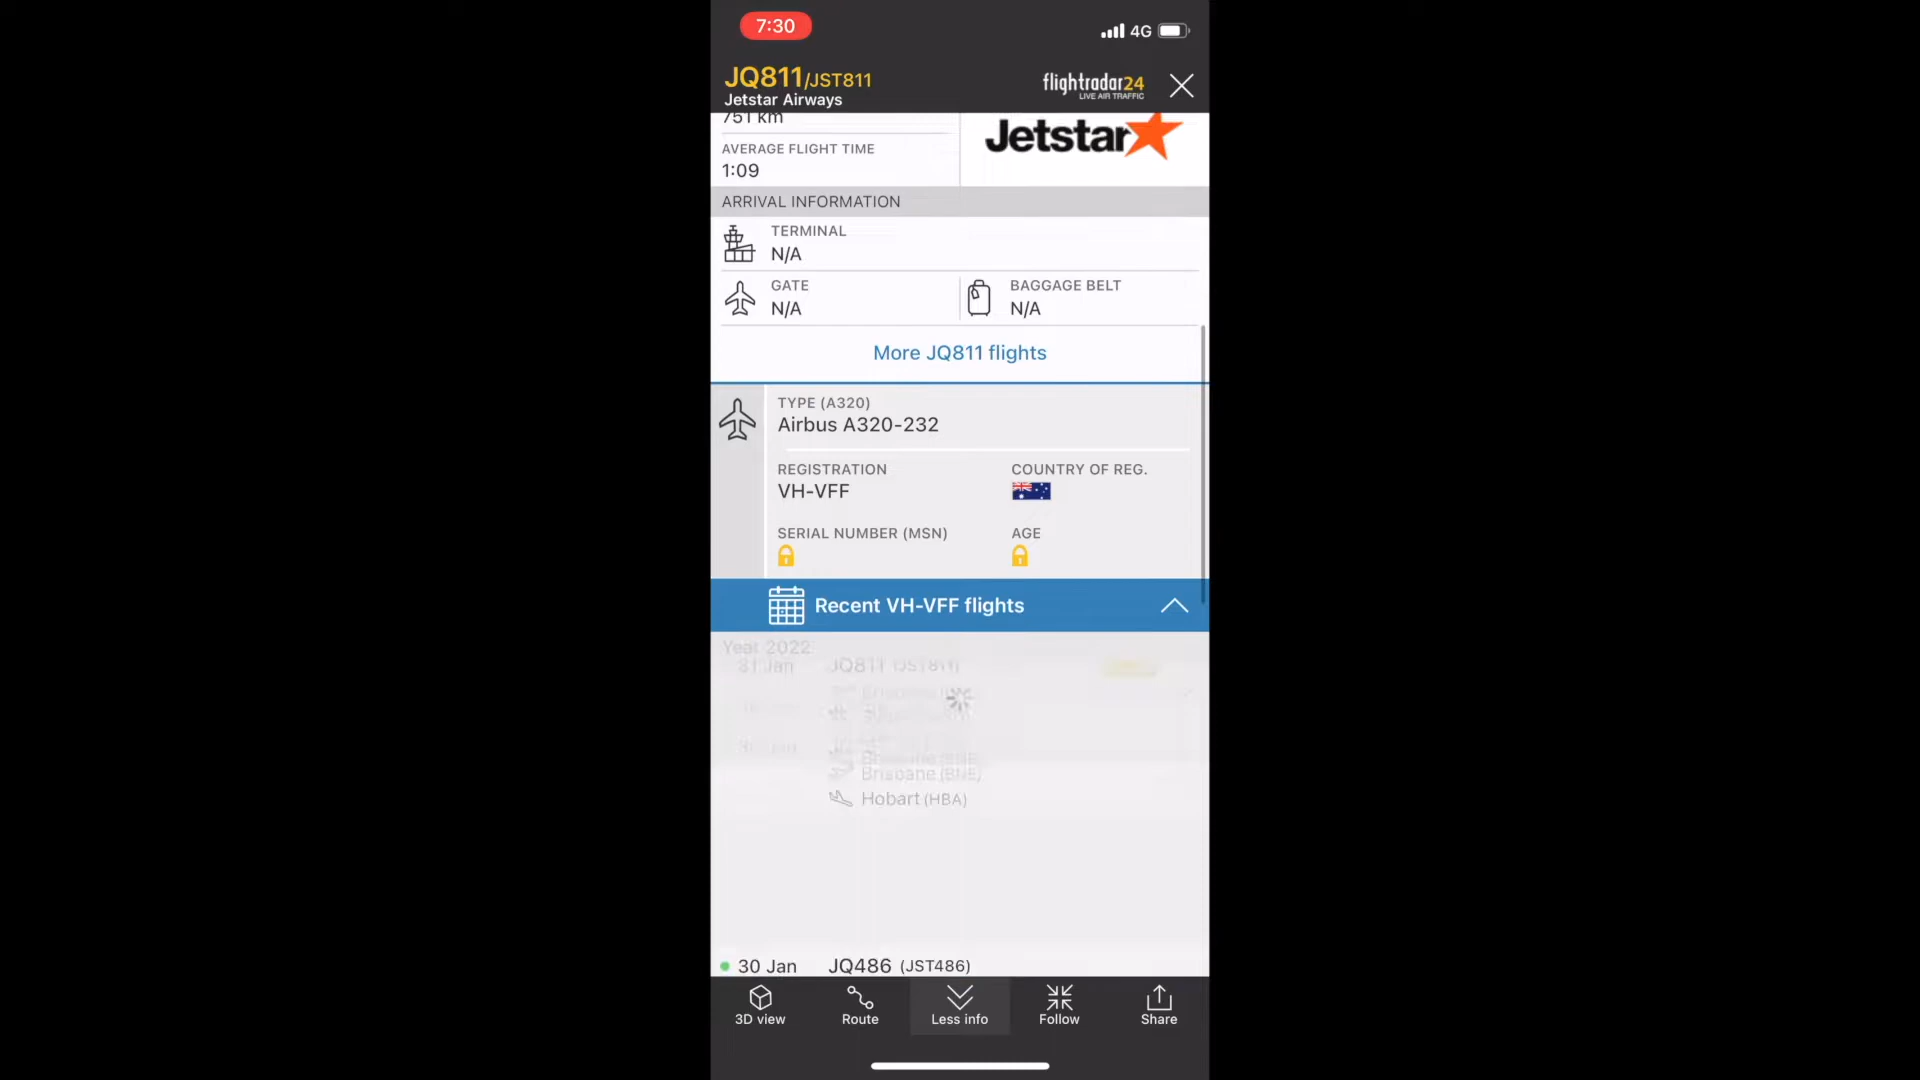 7:30
4G
JQ811/JST811
Jetstar Airways
flightradar24
LIVE AIR TRAFFIC
751 km
AVERAGE FLIGHT TIME
1:09
Jetstar
ARRIVAL INFORMATION
TERMINAL
N/A
GATE
N/A
BAGGAGE BELT
N/A
More JQ811 flights
TYPE (A320)
Airbus A320-232
REGISTRATION
VH-VFF
COUNTRY OF REG.
SERIAL NUMBER (MSN)
AGE
Recent VH-VFF flights
Year 2022
31 Jan JQ811 (JST811)
Brisbane (BNE)
Hobart (HBA)
30 Jan JQ486 (JST486)
3D view
Route
Less info
Follow
Share